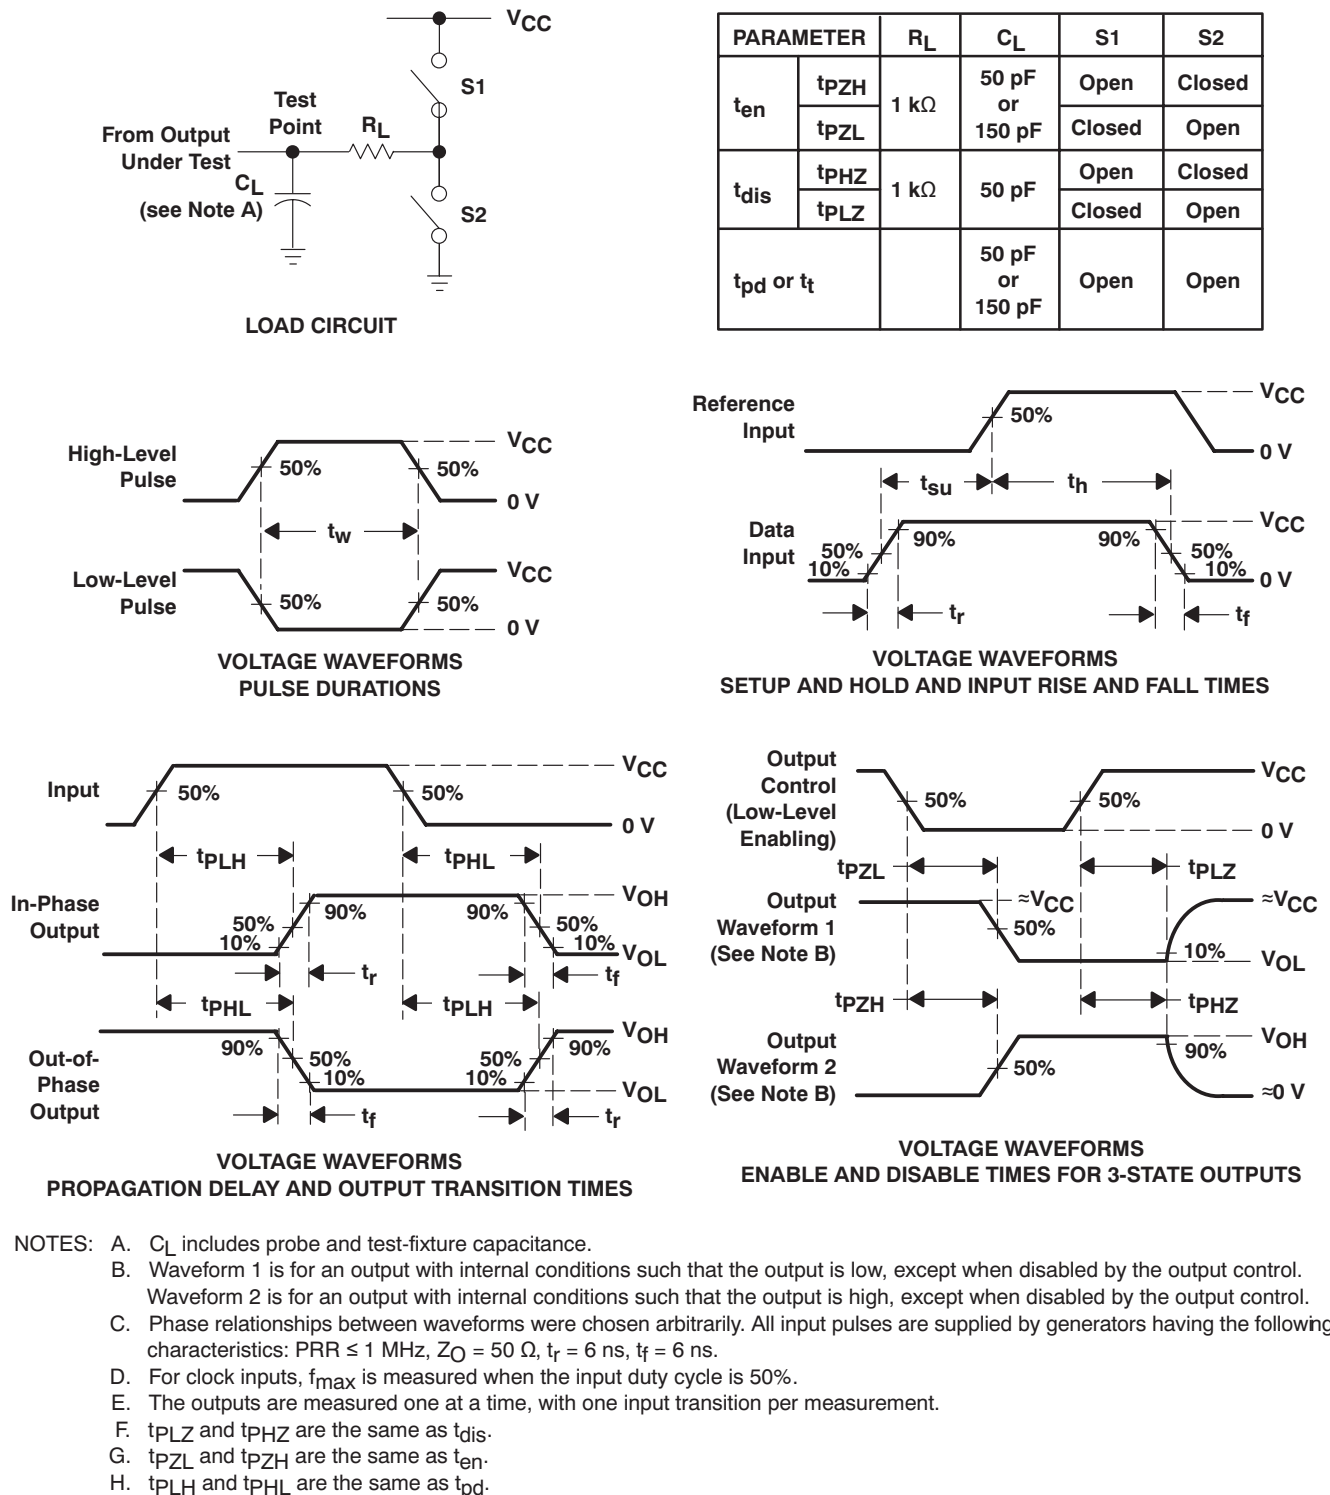 VCC
S1
Test
Point
RL
From Output
Under Test
CL
(see Note A)
S2
LOAD CIRCUIT
PARAMETER RL CL S1 S2
ten tPZH 1 kΩ 50 pF or 150 pF Open Closed
tPZL Closed Open
tdis tPHZ 1 kΩ 50 pF Open Closed
tPLZ Closed Open
tpd or tt 50 pF or 150 pF Open Open
High-Level
Pulse
50% 50%
VCC
0 V
tw
Low-Level
Pulse
50% 50%
VCC
0 V
VOLTAGE WAVEFORMS
PULSE DURATIONS
Reference
Input
50%
VCC
0 V
tsu th
Data
Input
50%
10%
90% 90%
50%
10%
VCC
0 V
tr tf
VOLTAGE WAVEFORMS
SETUP AND HOLD AND INPUT RISE AND FALL TIMES
Input
50% 50%
VCC
0 V
tPLH tPHL
In-Phase
Output
50%
10%
90% 90%
50%
10%
VOH
VOL
tr tf
tPHL tPLH
Out-of-
Phase
Output
90%
50%
10%
50%
10%
90%
VOH
VOL
tf tr
VOLTAGE WAVEFORMS
PROPAGATION DELAY AND OUTPUT TRANSITION TIMES
Output
Control
(Low-Level
Enabling)
50% 50%
VCC
0 V
tPZL tPLZ
Output
Waveform 1
(See Note B)
≈VCC
50%
10%
≈VCC
VOL
tPZH tPHZ
Output
Waveform 2
(See Note B)
50%
90%
VOH
≈0 V
VOLTAGE WAVEFORMS
ENABLE AND DISABLE TIMES FOR 3-STATE OUTPUTS
NOTES: A. CL includes probe and test-fixture capacitance.
B. Waveform 1 is for an output with internal conditions such that the output is low, except when disabled by the output control.
Waveform 2 is for an output with internal conditions such that the output is high, except when disabled by the output control.
C. Phase relationships between waveforms were chosen arbitrarily. All input pulses are supplied by generators having the following
characteristics: PRR ≤ 1 MHz, ZO = 50 Ω, tr = 6 ns, tf = 6 ns.
D. For clock inputs, fmax is measured when the input duty cycle is 50%.
E. The outputs are measured one at a time, with one input transition per measurement.
F. tPLZ and tPHZ are the same as tdis.
G. tPZL and tPZH are the same as ten.
H. tPLH and tPHL are the same as tpd.